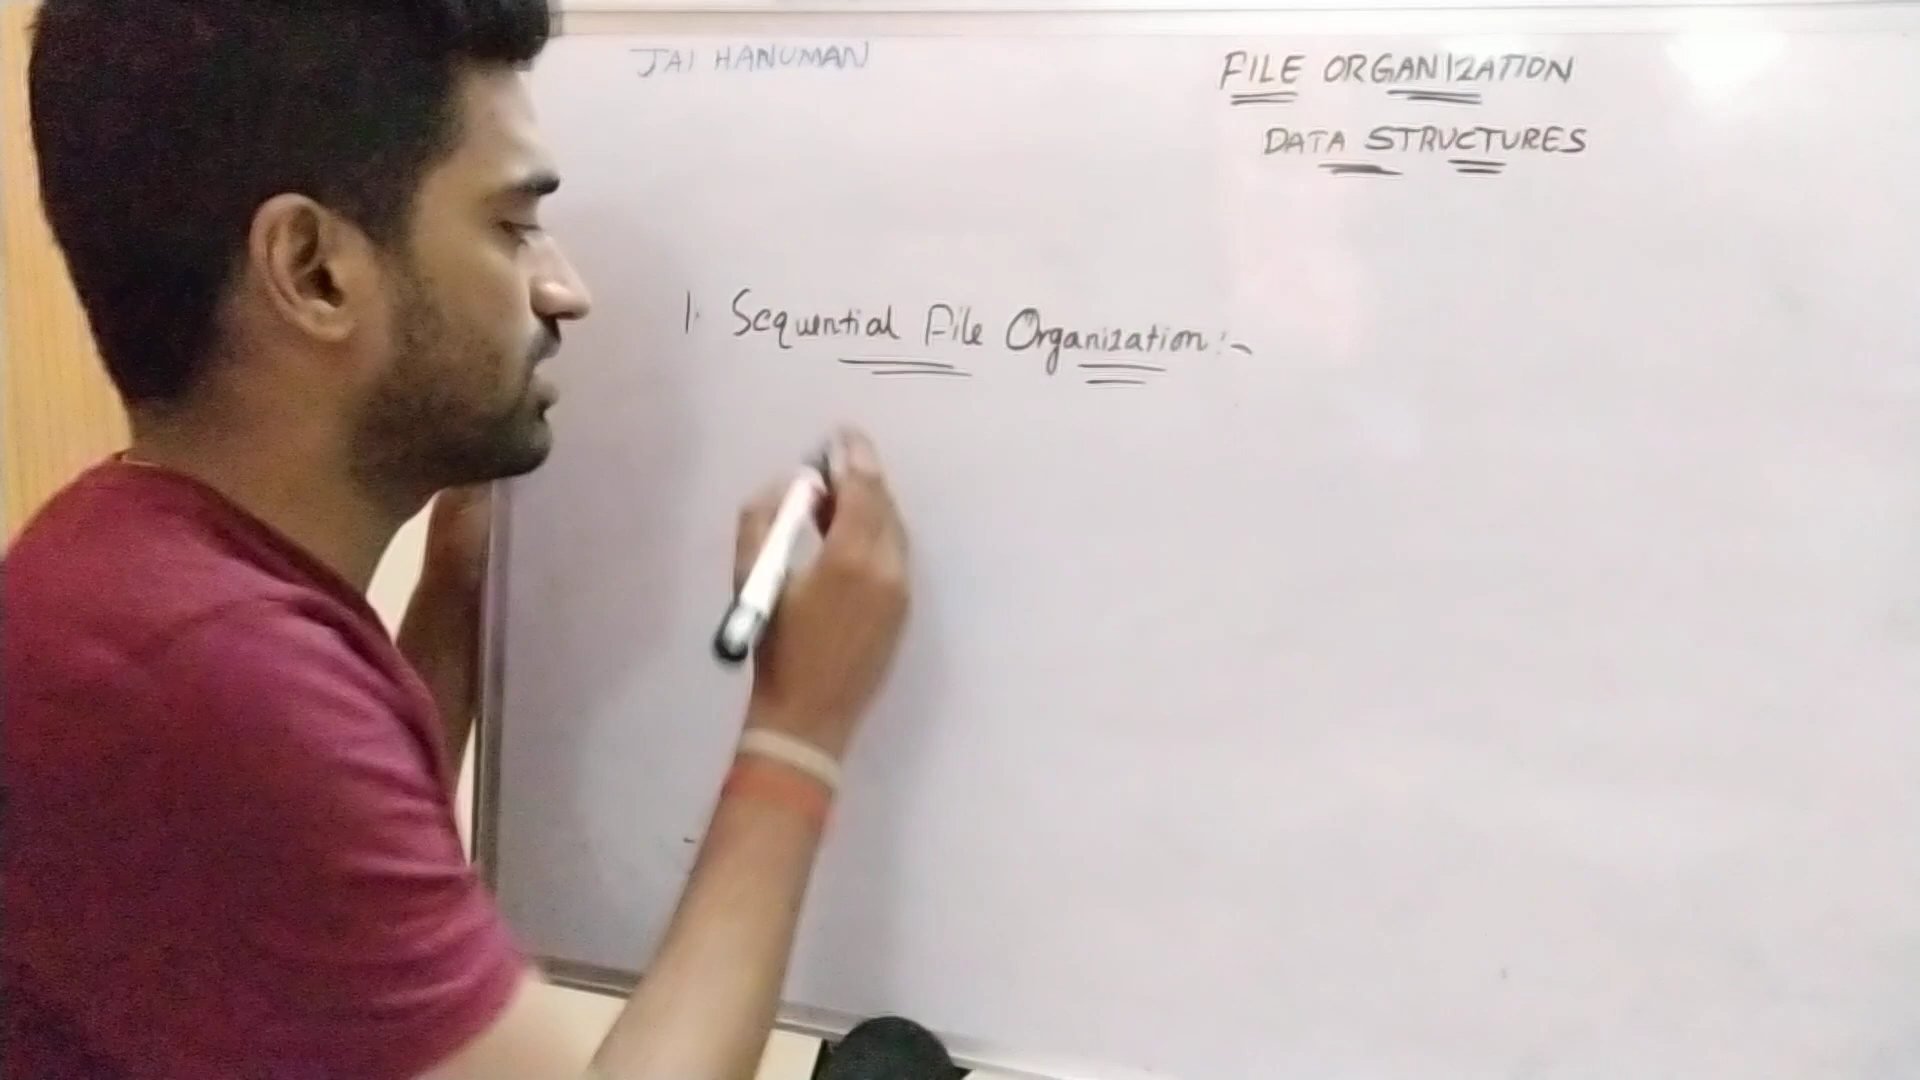 JAI HANUMAN
FILE ORGANIZATION
DATA STRUCTURES
1. Sequential File Organization:-